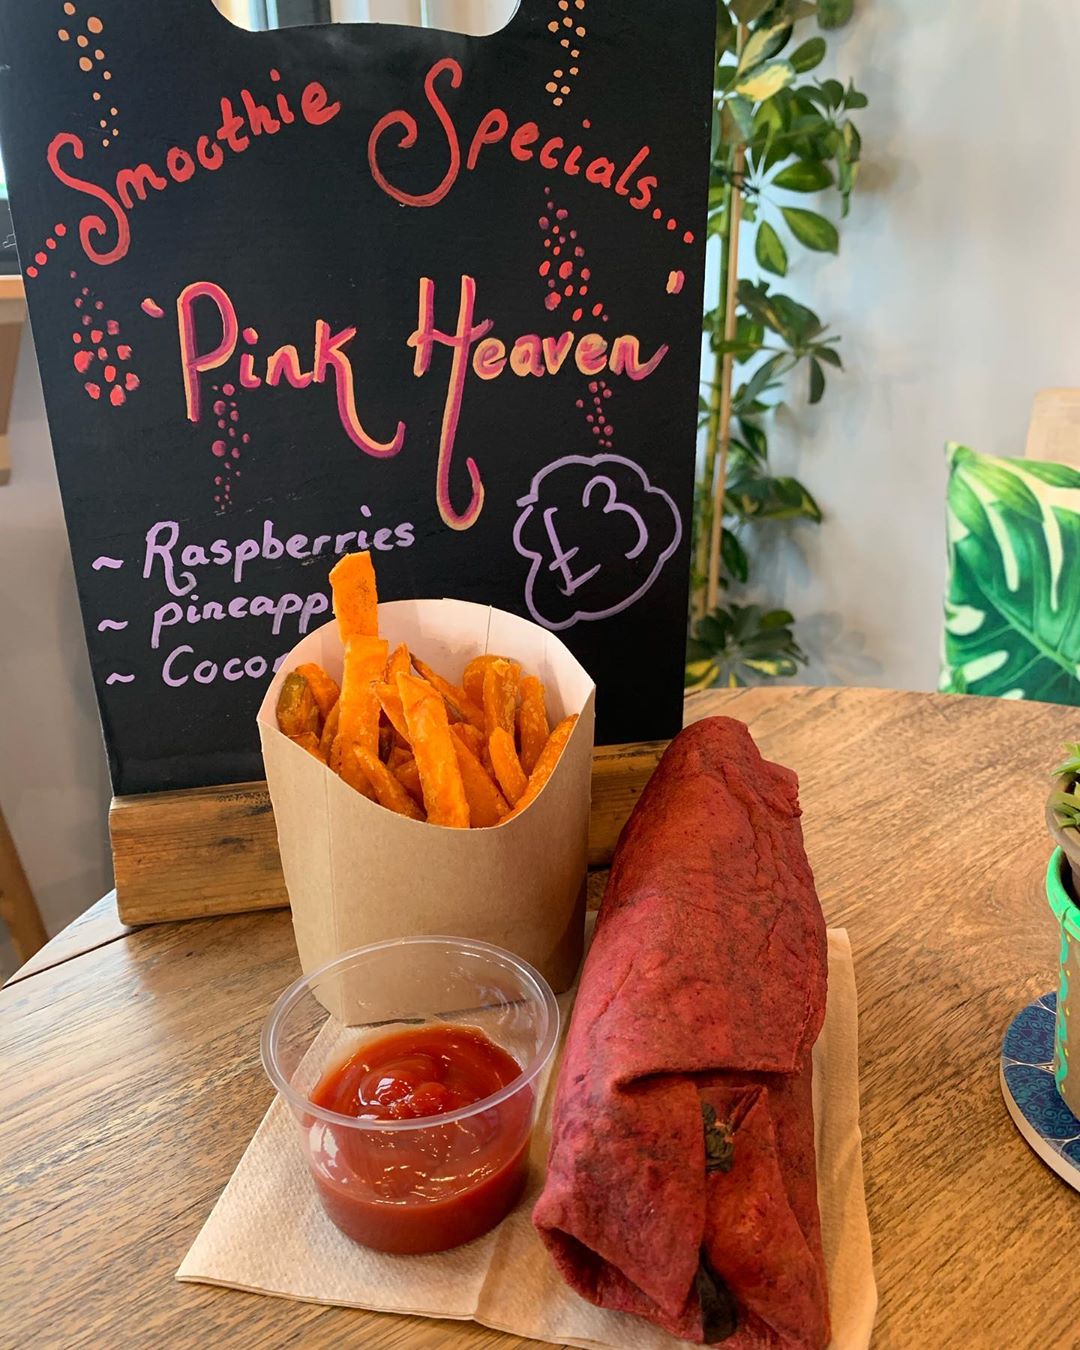 Smoothie Specials...
'Pink Heaven'
~ Raspberries
£3
~ pineapp
~ Coco